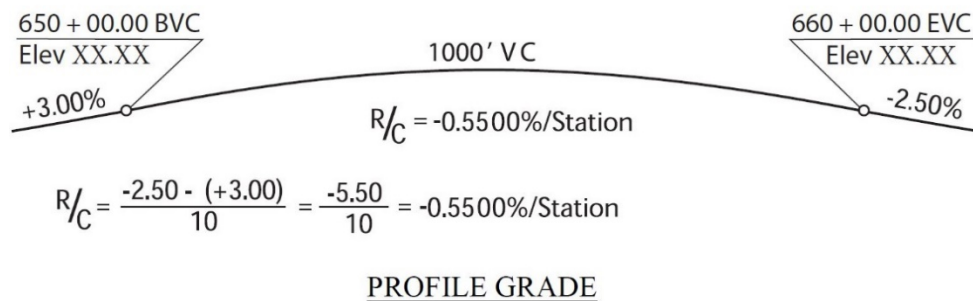 650 + 00.00 BVC
Elev XX.XX
660 + 00.00 EVC
Elev XX.XX
1000' VC
+3.00%
-2.50%
R/C = -0.5500%/Station
R/C = -2.50 - (+3.00) / 10 = -5.50 / 10 = -0.5500%/Station
PROFILE GRADE